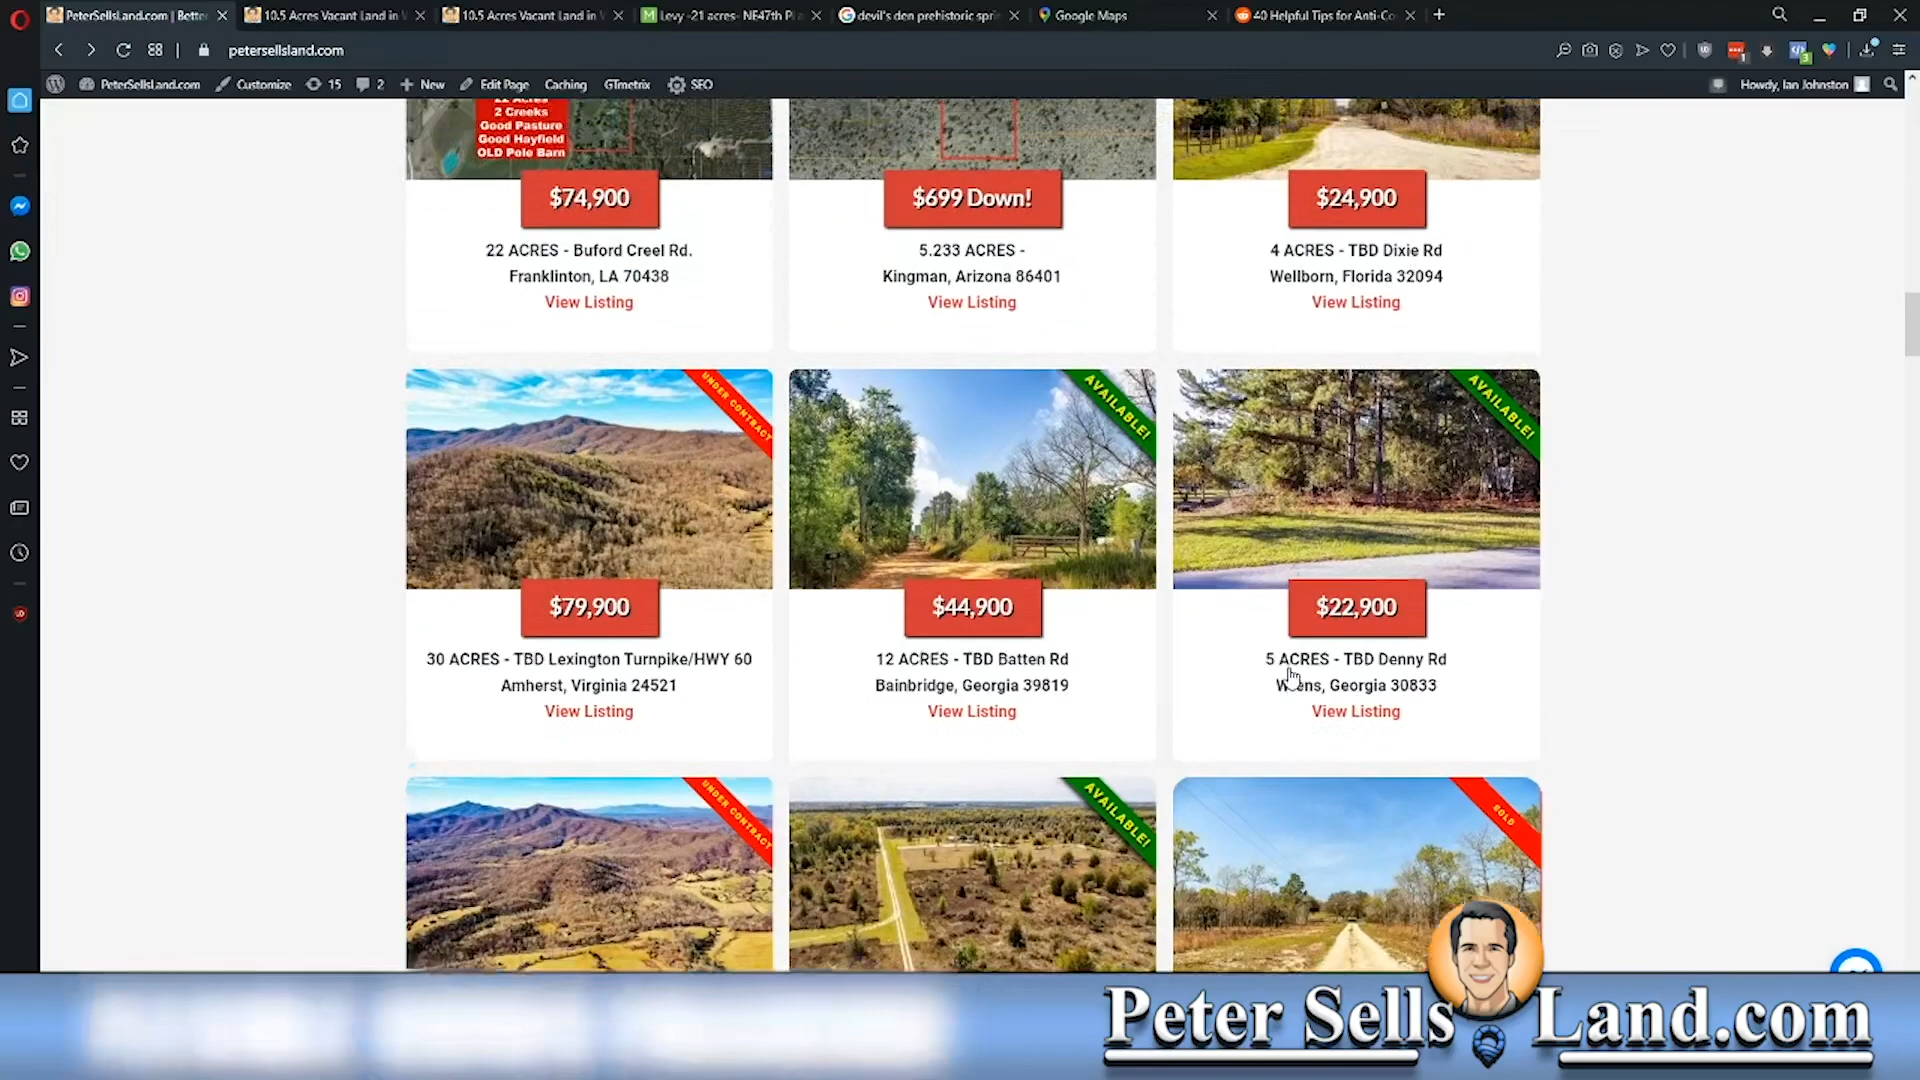 PeterSellsLand.com | Better
10.5 Acres Vacant Land in
10.5 Acres Vacant Land in
Levy -21 acres- NE47th Pl
devil's den prehistoric spri
Google Maps
40 Helpful Tips for Anti-Co
petersellsland.com
PeterSellsLand.com
Customize
15
2
New
Edit Page
Caching
GTmetrix
SEO
Howdy, Ian Johnston
22 Acres
2 Creeks
Good Pasture
Good Hayfield
OLD Pole Barn
$74,900
22 ACRES - Buford Creel Rd.
Franklinton, LA 70438
View Listing
$699 Down!
5.233 ACRES -
Kingman, Arizona 86401
View Listing
$24,900
4 ACRES - TBD Dixie Rd
Wellborn, Florida 32094
View Listing
UNDER CONTRACT
$79,900
30 ACRES - TBD Lexington Turnpike/HWY 60
Amherst, Virginia 24521
View Listing
AVAILABLE!
$44,900
12 ACRES - TBD Batten Rd
Bainbridge, Georgia 39819
View Listing
AVAILABLE!
$22,900
5 ACRES - TBD Denny Rd
Georgia 30833
View Listing
UNDER CONTRACT
AVAILABLE!
SOLD
Peter Sells Land.com